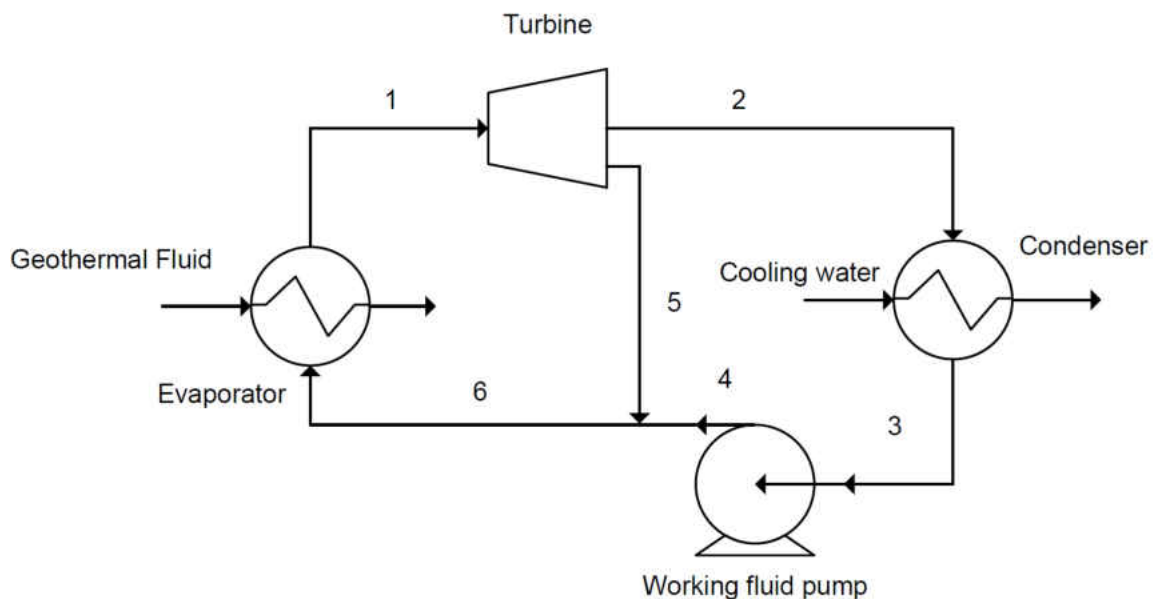 Turbine
1
2
Geothermal Fluid
Condenser
Cooling water
5
Evaporator
6
4
3
Working fluid pump